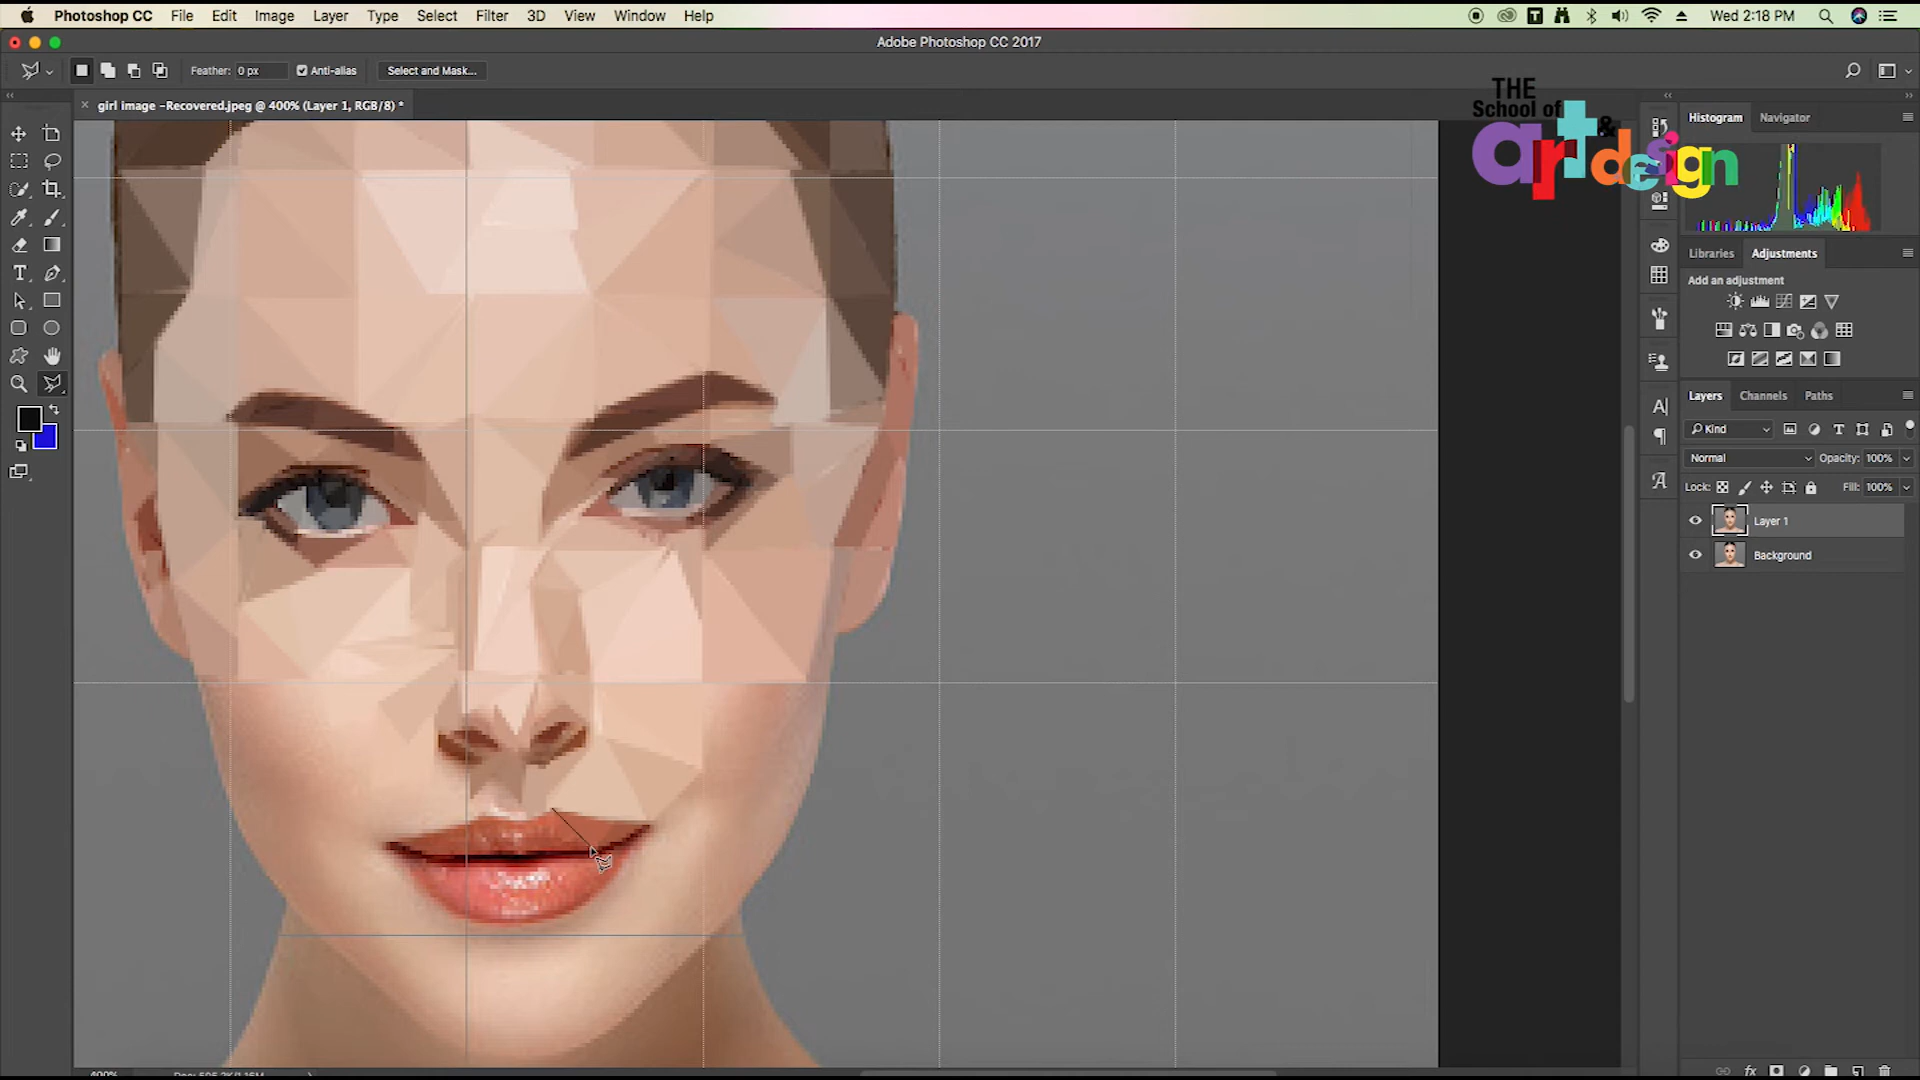 Photoshop CC File Edit Image Layer Type Select Filter 3D View Window Help Wed 2:18 PM
Adobe Photoshop CC 2017
Feather: 0 px Anti-alias Select and Mask...
THE
School of
art & design
× girl image -Recovered.jpeg @ 400% (Layer 1, RGB/8) *
Histogram Navigator
Libraries Adjustments
Add an adjustment
Layers Channels Paths
Kind
Normal Opacity: 100%
Lock: Fill: 100%
Layer 1
Background